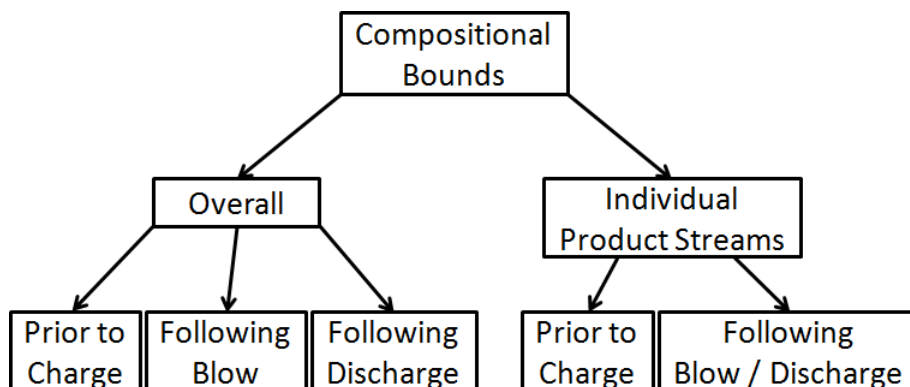 Compositional
Bounds
Overall
Individual
Product Streams
Prior to
Charge
Following
Blow
Following
Discharge
Prior to
Charge
Following
Blow / Discharge